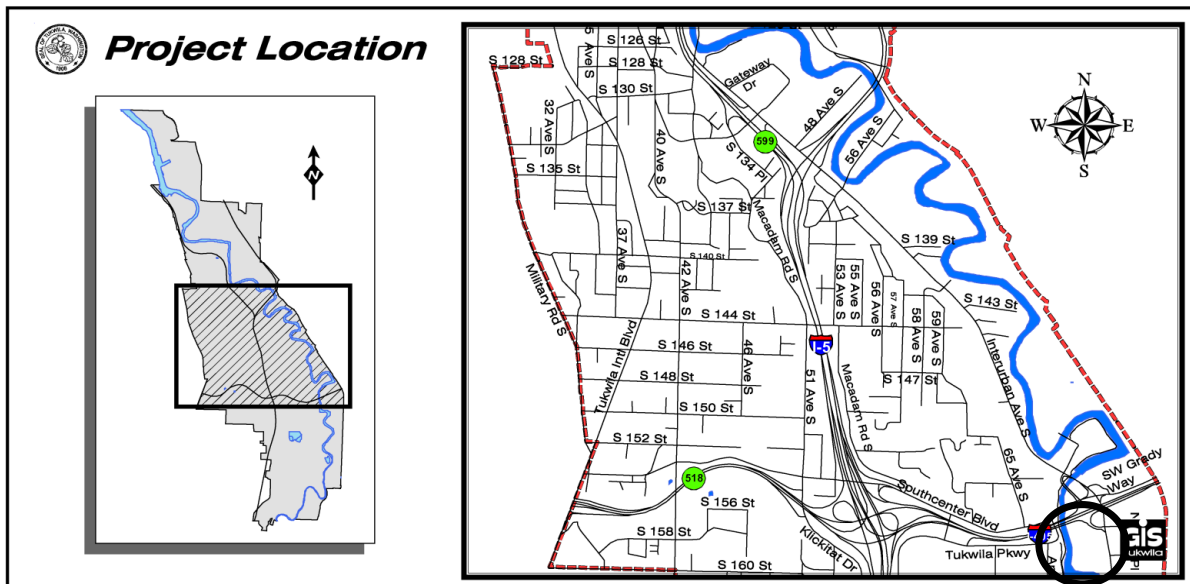 SEAL OF TUKWILA, WASHINGTON
1908
Project Location
N
S 126 St
S 128 St
S 128 St
S 130 St
Gateway
Dr
32 Ave S
40 Ave S
48 Ave S
56 Ave S
599
S 134 Pl
S 135 St
S 137 St
Macadam Rd S
37 Ave S
42 Ave S
S 140 St
S 139 St
Military Rd S
Tukwila Intl Blvd
53 Ave S
55 Ave S
56 Ave S
57 Ave S
58 Ave S
59 Ave S
S 143 St
S 144 St
I-5
S 146 St
46 Ave S
S 148 St
S 147 St
51 Ave S
Macadam Rd S
Interurban Ave S
S 150 St
S 152 St
65 Ave S
SW Grady
Way
518
S 156 St
Southcenter Blvd
S 158 St
Klickitat Dr
Tukwila Pkwy
S 160 St
GiS
Tukwila
N
W
E
S